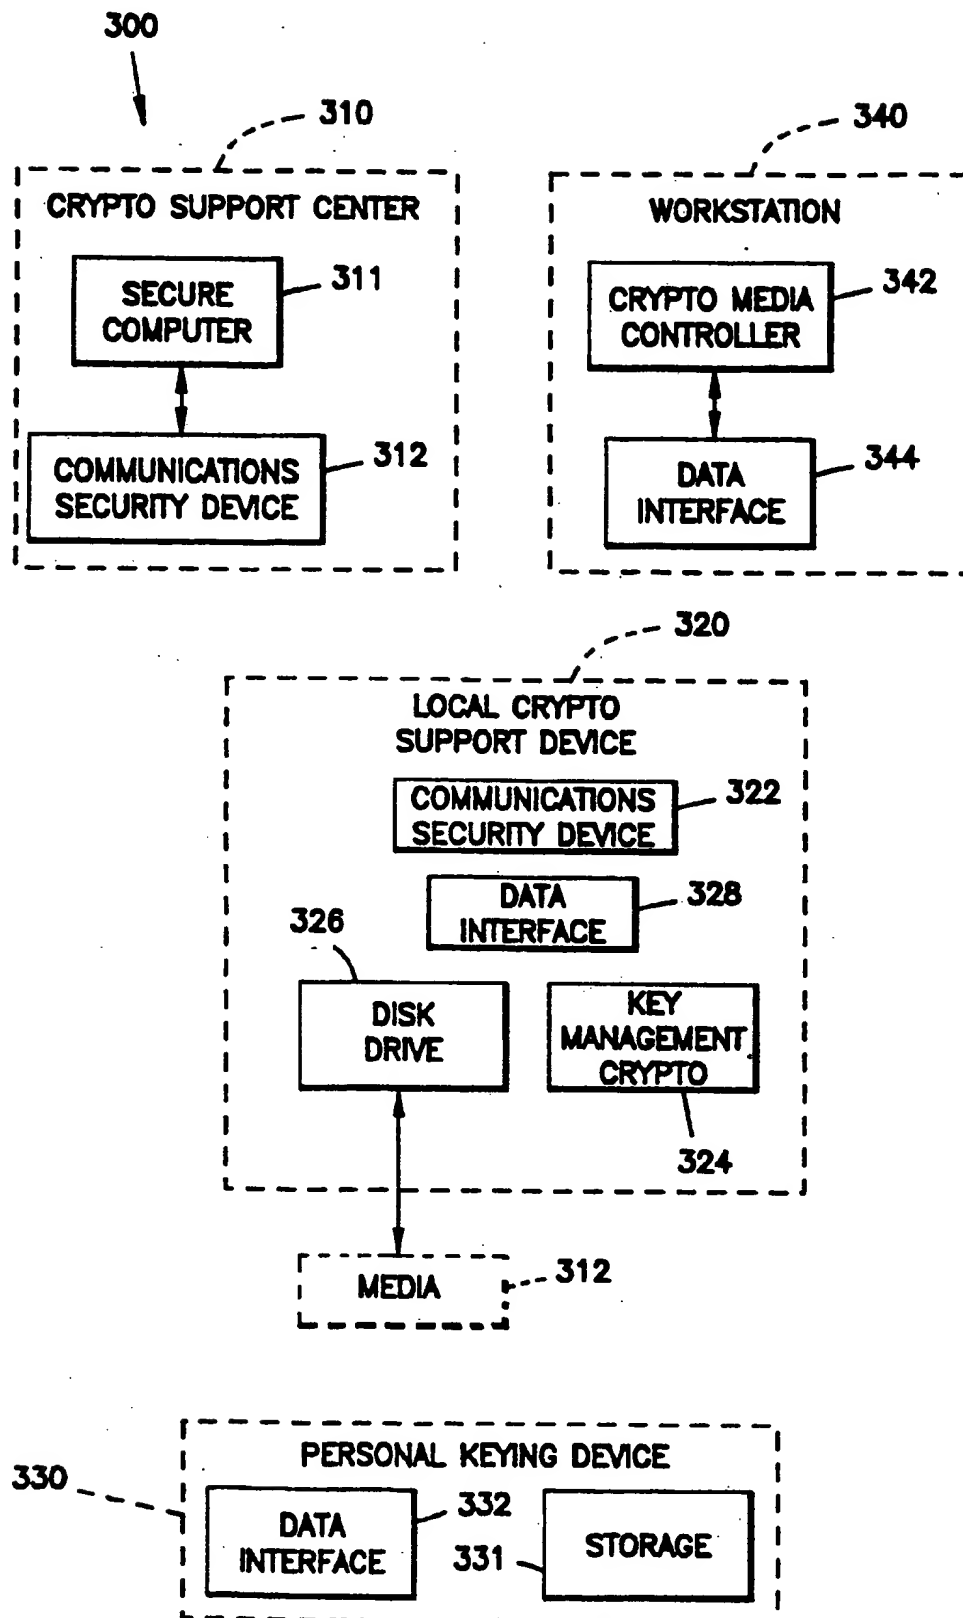 300
310
340
CRYPTO SUPPORT CENTER
SECURE
COMPUTER
311
COMMUNICATIONS
SECURITY DEVICE
312
WORKSTATION
CRYPTO MEDIA
CONTROLLER
342
DATA
INTERFACE
344
320
LOCAL CRYPTO
SUPPORT DEVICE
COMMUNICATIONS
SECURITY DEVICE
322
DATA
INTERFACE
328
326
DISK
DRIVE
KEY
MANAGEMENT
CRYPTO
324
MEDIA
312
PERSONAL KEYING DEVICE
330
DATA
INTERFACE
332
331
STORAGE